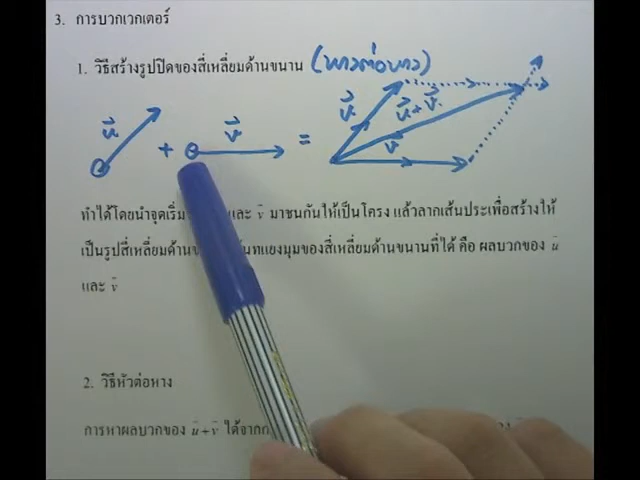 3. การบวกเวกเตอร์
1. วิธีสร้างรูปปิดของสี่เหลี่ยมด้านขนาน (หางต่อหาง)
u⃗ + v⃗ = u⃗ u⃗+v⃗ v⃗
ทำได้โดยนำจุดเริ่ม และ v⃗ มาชนกันให้เป็นโครง แล้วลากเส้นประเพื่อสร้างให้
เป็นรูปสี่เหลี่ยมด้าน ทแยงมุมของสี่เหลี่ยมด้านขนานที่ได้ คือ ผลบวกของ u⃗
และ v⃗
2. วิธีหัวต่อหาง
การหาผลบวกของ u⃗+v⃗ ได้จาก